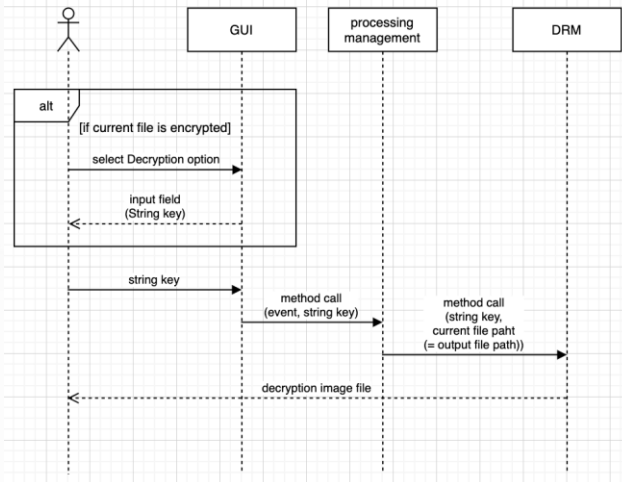 GUI
processing
management
DRM
alt
[if current file is encrypted]
select Decryption option
input field
(String key)
string key
method call
(event, string key)
method call
(string key,
current file paht
(= output file path))
decryption image file